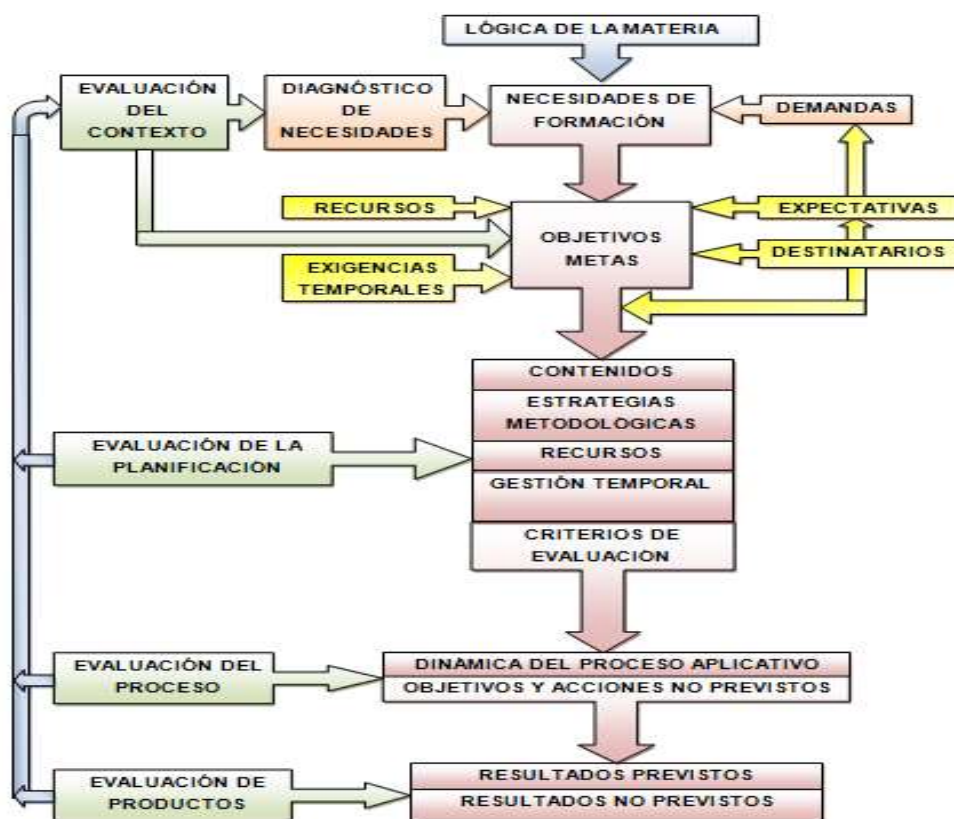 LÓGICA DE LA MATERIA
EVALUACIÓN
DEL
CONTEXTO
DIAGNÓSTICO
DE
NECESIDADES
NECESIDADES DE
FORMACIÓN
DEMANDAS
RECURSOS
EXPECTATIVAS
OBJETIVOS
METAS
DESTINATARIOS
EXIGENCIAS
TEMPORALES
CONTENIDOS
ESTRATEGIAS
METODOLÓGICAS
EVALUACIÓN DE LA
PLANIFICACIÓN
RECURSOS
GESTIÓN TEMPORAL
CRITERIOS DE
EVALUACIÓN
EVALUACIÓN DEL
PROCESO
DINÁMICA DEL PROCESO APLICATIVO
OBJETIVOS Y ACCIONES NO PREVISTOS
EVALUACIÓN DE
PRODUCTOS
RESULTADOS PREVISTOS
RESULTADOS NO PREVISTOS